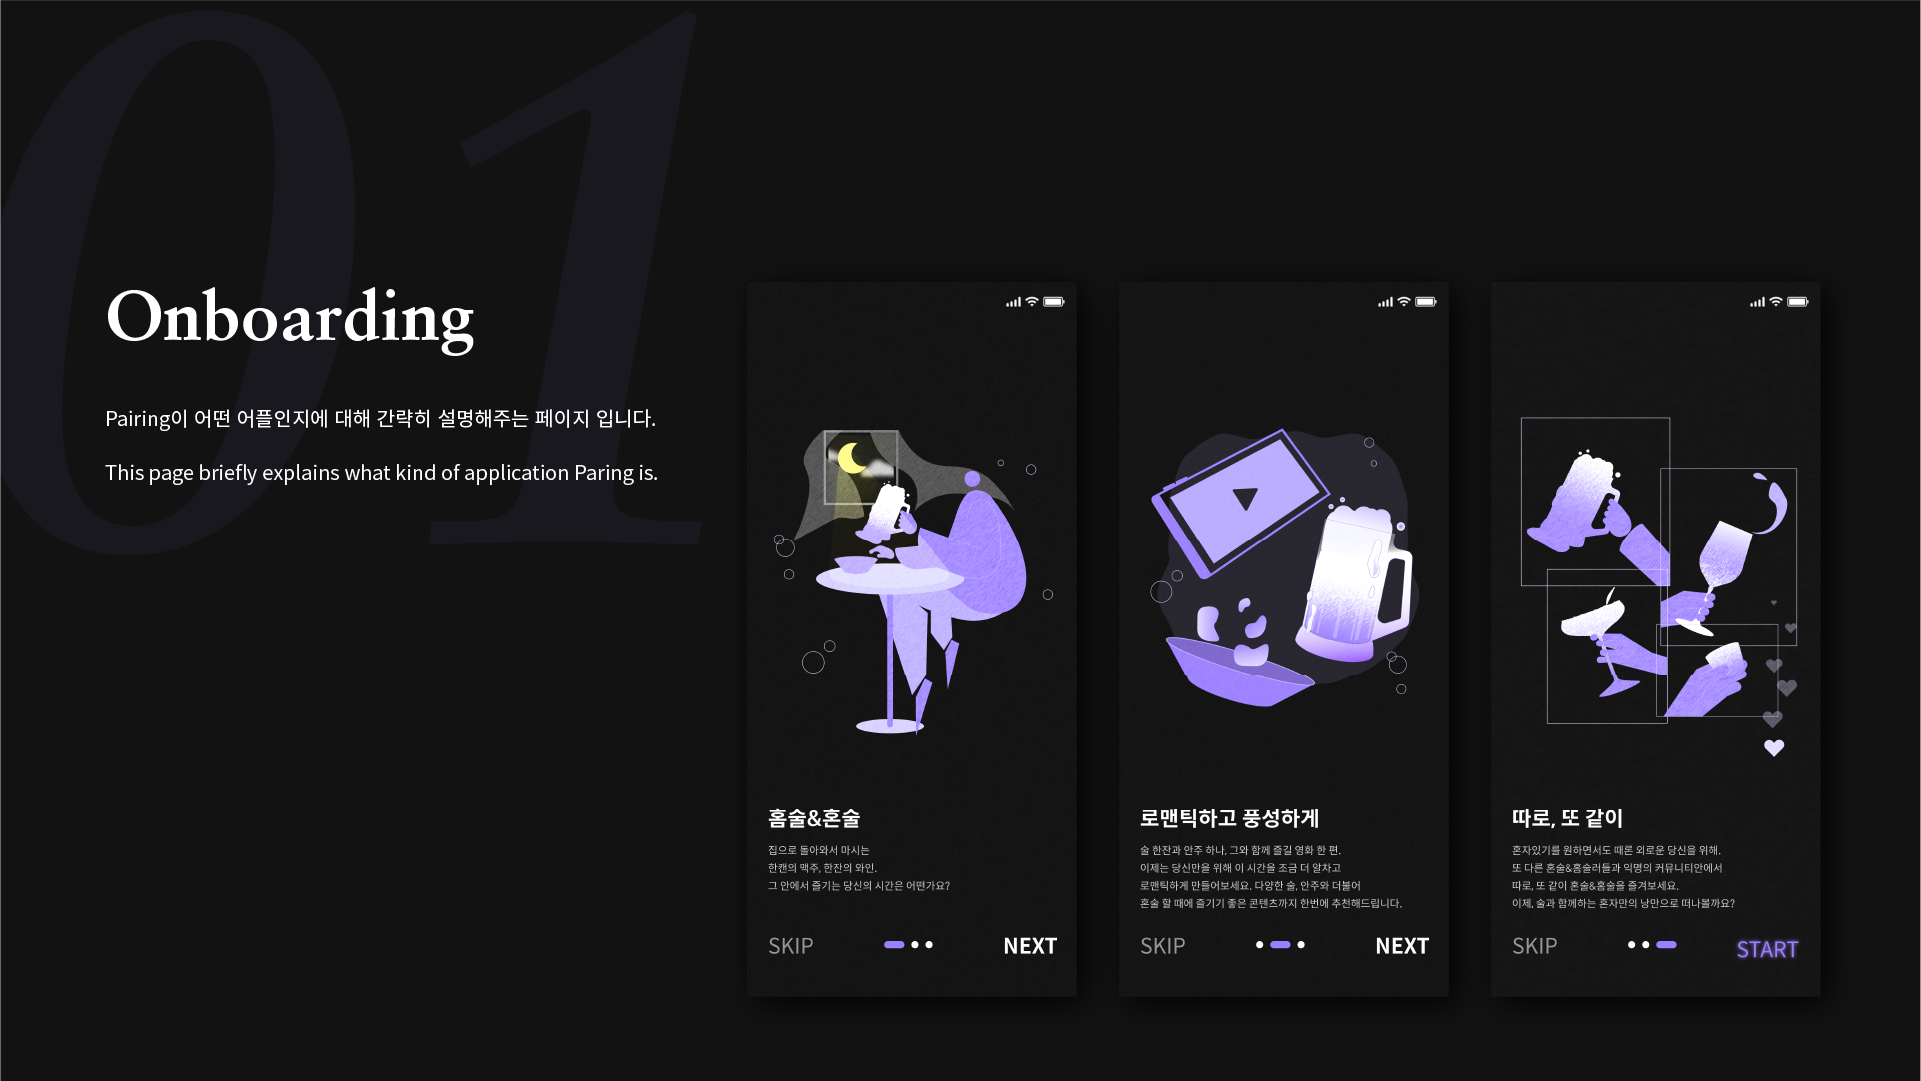 01
Onboarding
Pairing이 어떤 어플인지에 대해 간략히 설명해주는 페이지 입니다.
This page briefly explains what kind of application Paring is.
홈술&혼술
집으로 돌아와서 마시는
한캔의 맥주, 한잔의 와인.
그 안에서 즐기는 당신의 시간은 어떤가요?
SKIP
NEXT
로맨틱하고 풍성하게
술 한잔과 안주 하나, 그와 함께 즐길 영화 한 편.
이제는 당신만을 위해 이 시간을 조금 더 알차고
로맨틱하게 만들어보세요. 다양한 술, 안주와 더불어
혼술 할 때에 즐기기 좋은 콘텐츠까지 한번에 추천해드립니다.
SKIP
NEXT
따로, 또 같이
혼자있기를 원하면서도 때론 외로운 당신을 위해.
또 다른 혼술&홈술러들과 익명의 커뮤니티안에서
따로, 또 같이 혼술&홈술을 즐겨보세요.
이제, 술과 함께하는 혼자만의 낭만으로 떠나볼까요?
SKIP
START